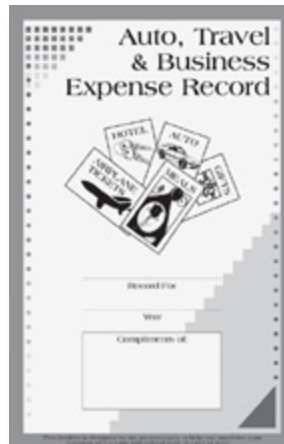 Auto, Travel
& Business
Expense Record
HOTEL
AUTO
AIRPLANE
TICKETS
MEALS
GIFTS
Record For
Year
Compliments of: